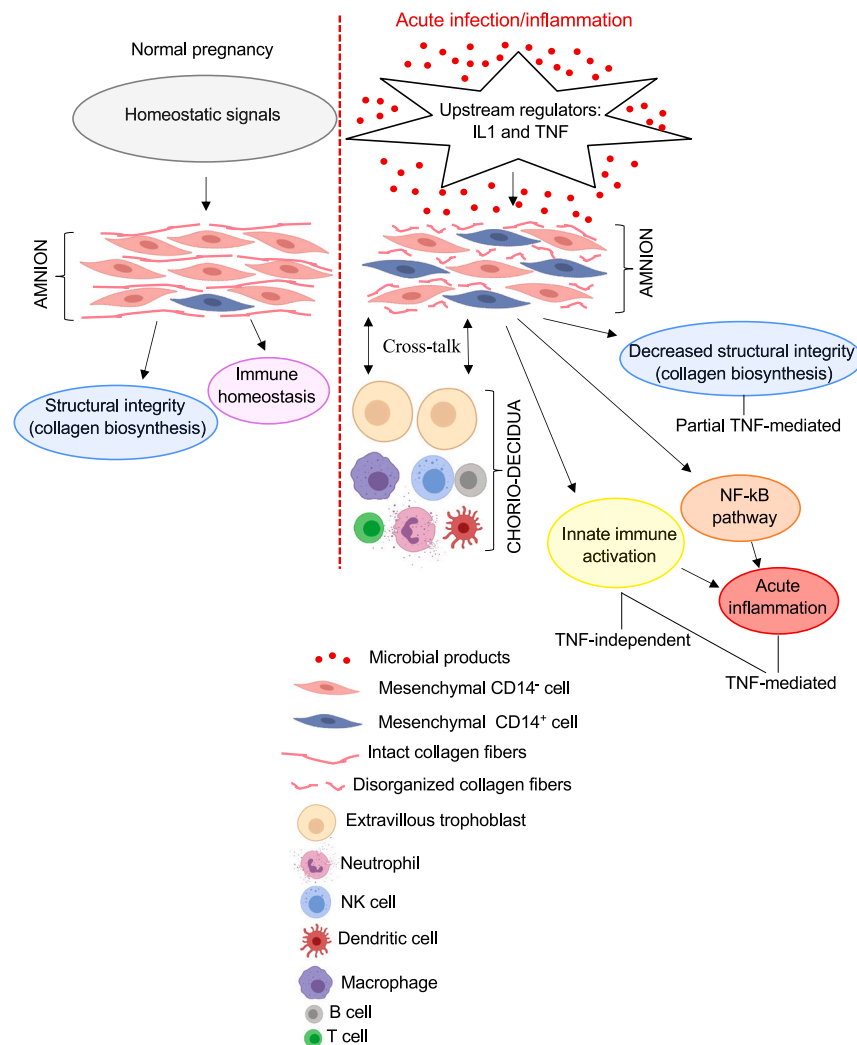 Normal pregnancy
Homeostatic signals
AMNION
Structural integrity
(collagen biosynthesis)
Immune
homeostasis
Acute infection/inflammation
Upstream regulators:
IL1 and TNF
AMNION
Cross-talk
CHORIO-DECIDUA
Decreased structural integrity
(collagen biosynthesis)
Partial TNF-mediated
NF-kB
pathway
Innate immune
activation
Acute
inflammation
TNF-independent
TNF-mediated
Microbial products
Mesenchymal CD14⁻ cell
Mesenchymal CD14⁺ cell
Intact collagen fibers
Disorganized collagen fibers
Extravillous trophoblast
Neutrophil
NK cell
Dendritic cell
Macrophage
B cell
T cell